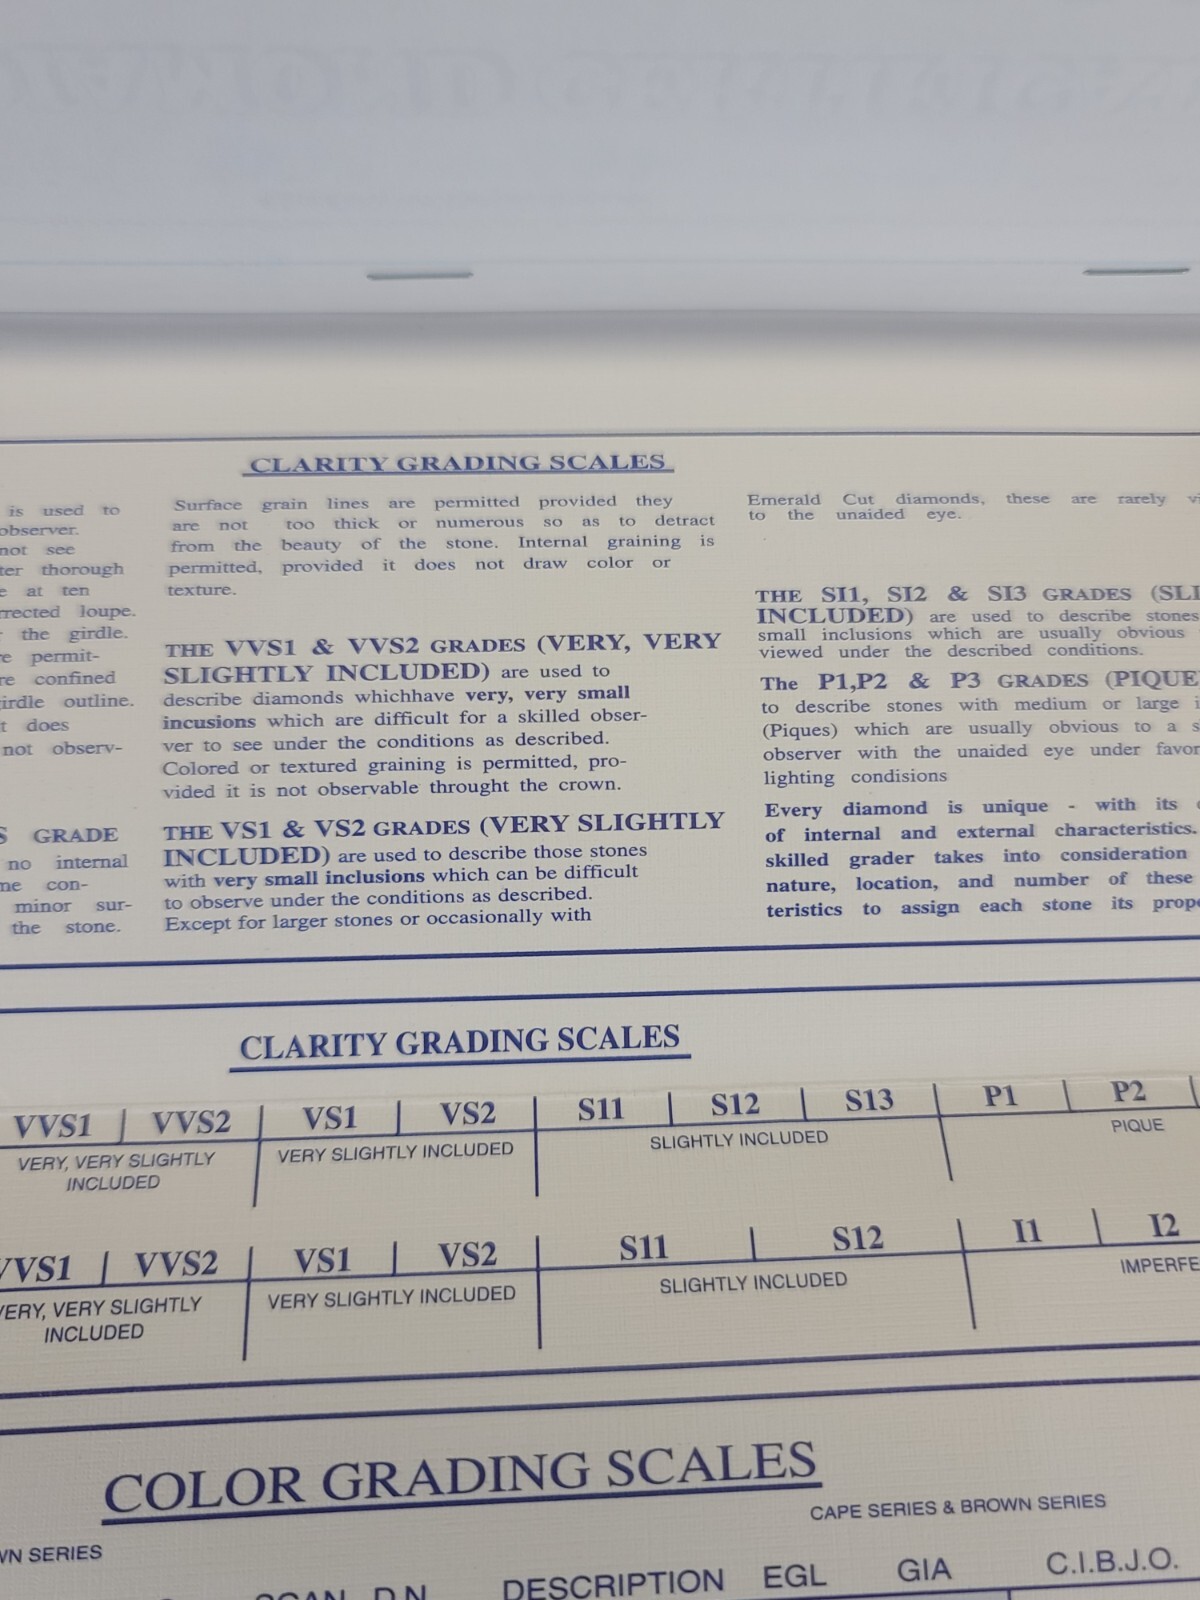 CLARITY GRADING SCALES
is used to
observer.
not see
ter thorough
e at ten
rrected loupe.
the girdle.
re permit-
re confined
irdle outline.
t does
not observ-
S GRADE
no internal
me con-
minor sur-
the stone.
Surface grain lines are permitted provided they
are not too thick or numerous so as to detract
from the beauty of the stone. Internal graining is
permitted, provided it does not draw color or
texture.
THE VVS1 & VVS2 GRADES (VERY, VERY
SLIGHTLY INCLUDED) are used to
describe diamonds whichhave very, very small
incusions which are difficult for a skilled obser-
ver to see under the conditions as described.
Colored or textured graining is permitted, pro-
vided it is not observable throught the crown.
THE VS1 & VS2 GRADES (VERY SLIGHTLY
INCLUDED) are used to describe those stones
with very small inclusions which can be difficult
to observe under the conditions as described.
Except for larger stones or occasionally with
Emerald Cut diamonds, these are rarely vi
to the unaided eye.
THE SI1, SI2 & SI3 GRADES (SLI
INCLUDED) are used to describe stones
small inclusions which are usually obvious
viewed under the described conditions.
The P1,P2 & P3 GRADES (PIQUE
to describe stones with medium or large i
(Piques) which are usually obvious to a s
observer with the unaided eye under favor
lighting condisions
Every diamond is unique - with its
of internal and external characteristics.
skilled grader takes into consideration
nature, location, and number of these
teristics to assign each stone its prope
CLARITY GRADING SCALES
VVS1 VVS2 VS1 VS2 S11 S12 S13 P1 P2
VERY, VERY SLIGHTLY INCLUDED VERY SLIGHTLY INCLUDED SLIGHTLY INCLUDED PIQUE
VVS1 VVS2 VS1 VS2 S11 S12 I1 I2
VERY, VERY SLIGHTLY INCLUDED VERY SLIGHTLY INCLUDED SLIGHTLY INCLUDED IMPERFE
COLOR GRADING SCALES
CAPE SERIES & BROWN SERIES
WN SERIES
SCAN. D.N. DESCRIPTION EGL GIA C.I.B.J.O.